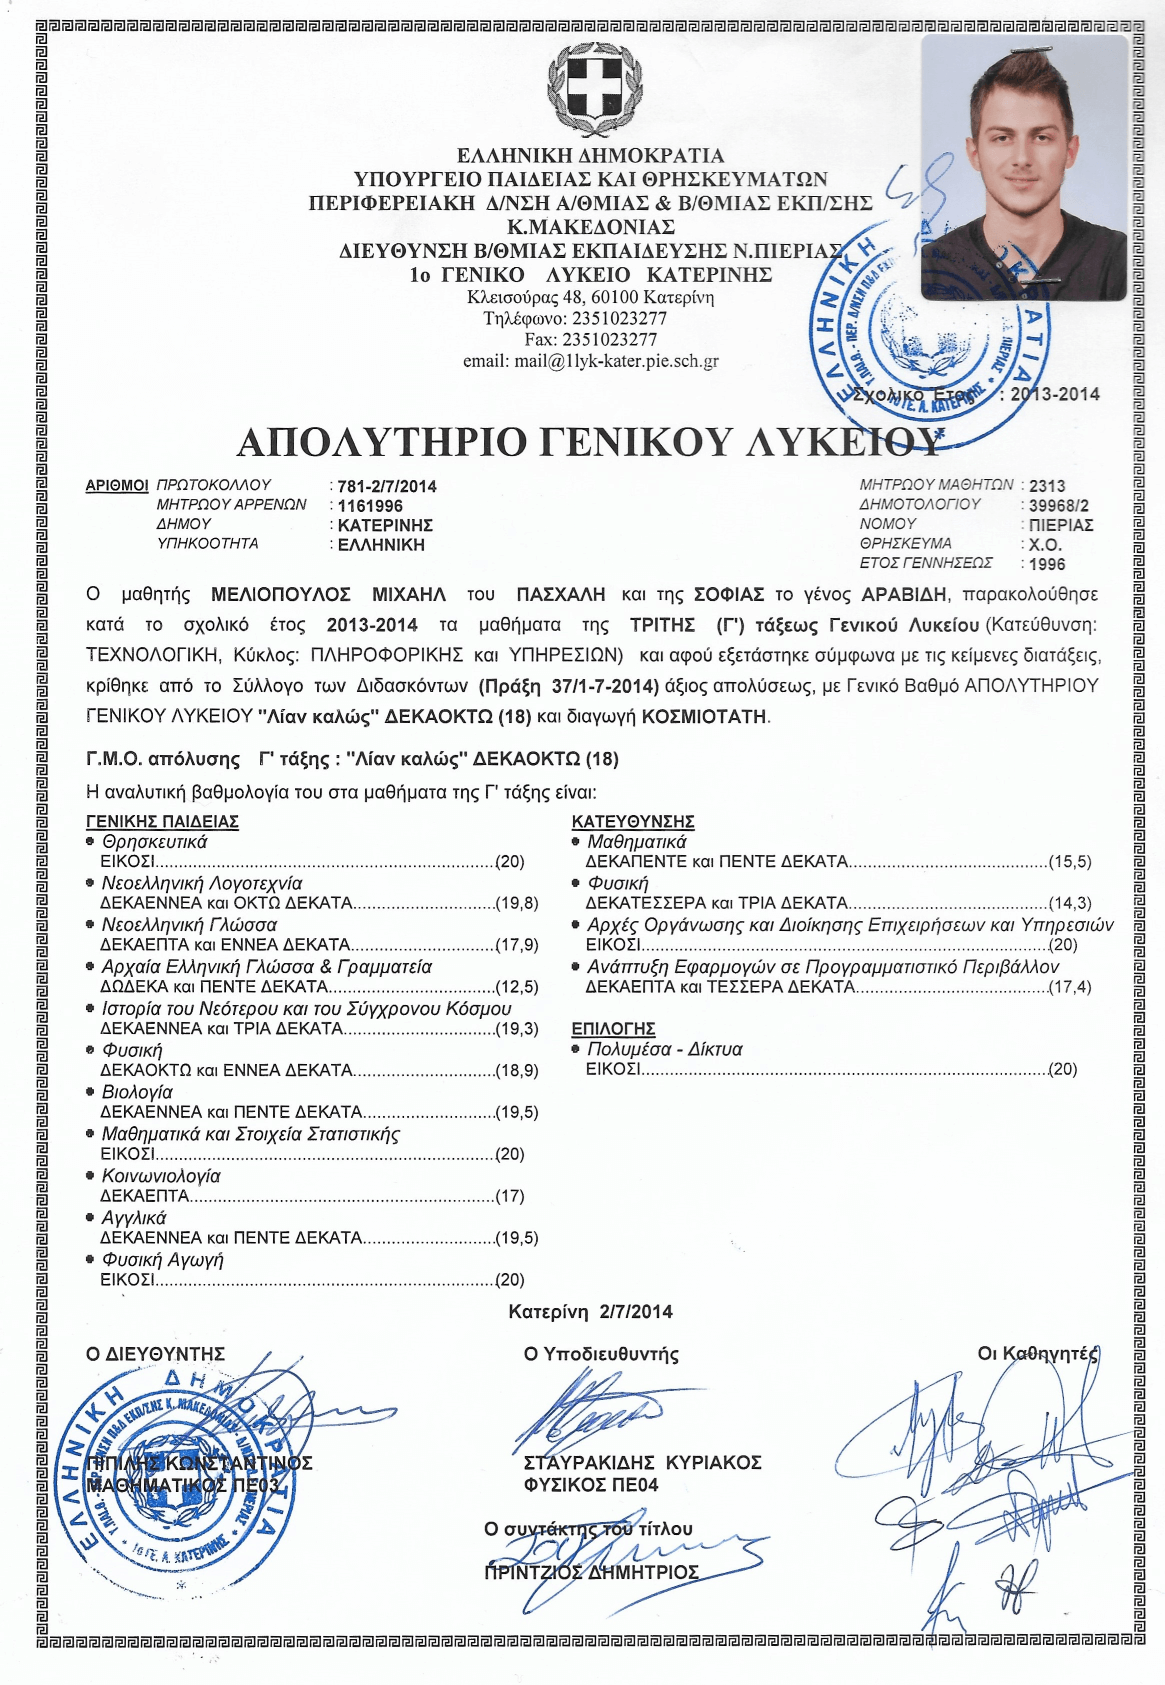 ΕΛΛΗΝΙΚΗ ΔΗΜΟΚΡΑΤΙΑ
ΥΠΟΥΡΓΕΙΟ ΠΑΙΔΕΙΑΣ ΚΑΙ ΘΡΗΣΚΕΥΜΑΤΩΝ
ΠΕΡΙΦΕΡΕΙΑΚΗ Δ/ΝΣΗ Α/ΘΜΙΑΣ & Β/ΘΜΙΑΣ ΕΚΠ/ΣΗΣ
Κ.ΜΑΚΕΔΟΝΙΑΣ
ΔΙΕΥΘΥΝΣΗ Β/ΘΜΙΑΣ ΕΚΠΑΙΔΕΥΣΗΣ Ν.ΠΙΕΡΙΑΣ
1ο ΓΕΝΙΚΟ ΛΥΚΕΙΟ ΚΑΤΕΡΙΝΗΣ
Κλεισούρας 48, 60100 Κατερίνη
Τηλέφωνο: 2351023277
Fax: 2351023277
email: mail@1lyk-kater.pie.sch.gr
Σχολικό Έτος : 2013-2014
ΑΠΟΛΥΤΗΡΙΟ ΓΕΝΙΚΟΥ ΛΥΚΕΙΟΥ
ΑΡΙΘΜΟΙ ΠΡΩΤΟΚΟΛΛΟΥ : 781-2/7/2014 ΜΗΤΡΩΟΥ ΜΑΘΗΤΩΝ : 2313
ΜΗΤΡΩΟΥ ΑΡΡΕΝΩΝ : 1161996 ΔΗΜΟΤΟΛΟΓΙΟΥ : 39968/2
ΔΗΜΟΥ : ΚΑΤΕΡΙΝΗΣ ΝΟΜΟΥ : ΠΙΕΡΙΑΣ
ΥΠΗΚΟΟΤΗΤΑ : ΕΛΛΗΝΙΚΗ ΘΡΗΣΚΕΥΜΑ : Χ.Ο.
ΕΤΟΣ ΓΕΝΝΗΣΕΩΣ : 1996
Ο μαθητής ΜΕΛΙΟΠΟΥΛΟΣ ΜΙΧΑΗΛ του ΠΑΣΧΑΛΗ και της ΣΟΦΙΑΣ το γένος ΑΡΑΒΙΔΗ, παρακολούθησε
κατά το σχολικό έτος 2013-2014 τα μαθήματα της ΤΡΙΤΗΣ (Γ') τάξεως Γενικού Λυκείου (Κατεύθυνση:
ΤΕΧΝΟΛΟΓΙΚΗ, Κύκλος: ΠΛΗΡΟΦΟΡΙΚΗΣ και ΥΠΗΡΕΣΙΩΝ) και αφού εξετάστηκε σύμφωνα με τις κείμενες διατάξεις,
κρίθηκε από το Σύλλογο των Διδασκόντων (Πράξη 37/1-7-2014) άξιος απολύσεως, με Γενικό Βαθμό ΑΠΟΛΥΤΗΡΙΟΥ
ΓΕΝΙΚΟΥ ΛΥΚΕΙΟΥ "Λίαν καλώς" ΔΕΚΑΟΚΤΩ (18) και διαγωγή ΚΟΣΜΙΟΤΑΤΗ.
Γ.Μ.Ο. απόλυσης Γ' τάξης : "Λίαν καλώς" ΔΕΚΑΟΚΤΩ (18)
Η αναλυτική βαθμολογία του στα μαθήματα της Γ' τάξης είναι:
ΓΕΝΙΚΗΣ ΠΑΙΔΕΙΑΣ
• Θρησκευτικά
ΕΙΚΟΣΙ..........(20)
• Νεοελληνική Λογοτεχνία
ΔΕΚΑΕΝΝΕΑ και ΟΚΤΩ ΔΕΚΑΤΑ..........(19,8)
• Νεοελληνική Γλώσσα
ΔΕΚΑΕΠΤΑ και ΕΝΝΕΑ ΔΕΚΑΤΑ..........(17,9)
• Αρχαία Ελληνική Γλώσσα & Γραμματεία
ΔΩΔΕΚΑ και ΠΕΝΤΕ ΔΕΚΑΤΑ..........(12,5)
• Ιστορία του Νεότερου και του Σύγχρονου Κόσμου
ΔΕΚΑΕΝΝΕΑ και ΤΡΙΑ ΔΕΚΑΤΑ..........(19,3)
• Φυσική
ΔΕΚΑΟΚΤΩ και ΕΝΝΕΑ ΔΕΚΑΤΑ..........(18,9)
• Βιολογία
ΔΕΚΑΕΝΝΕΑ και ΠΕΝΤΕ ΔΕΚΑΤΑ..........(19,5)
• Μαθηματικά και Στοιχεία Στατιστικής
ΕΙΚΟΣΙ..........(20)
• Κοινωνιολογία
ΔΕΚΑΕΠΤΑ..........(17)
• Αγγλικά
ΔΕΚΑΕΝΝΕΑ και ΠΕΝΤΕ ΔΕΚΑΤΑ..........(19,5)
• Φυσική Αγωγή
ΕΙΚΟΣΙ..........(20)
ΚΑΤΕΥΘΥΝΣΗΣ
• Μαθηματικά
ΔΕΚΑΠΕΝΤΕ και ΠΕΝΤΕ ΔΕΚΑΤΑ..........(15,5)
• Φυσική
ΔΕΚΑΤΕΣΣΕΡΑ και ΤΡΙΑ ΔΕΚΑΤΑ..........(14,3)
• Αρχές Οργάνωσης και Διοίκησης Επιχειρήσεων και Υπηρεσιών
ΕΙΚΟΣΙ..........(20)
• Ανάπτυξη Εφαρμογών σε Προγραμματιστικό Περιβάλλον
ΔΕΚΑΕΠΤΑ και ΤΕΣΣΕΡΑ ΔΕΚΑΤΑ..........(17,4)
ΕΠΙΛΟΓΗΣ
• Πολυμέσα - Δίκτυα
ΕΙΚΟΣΙ..........(20)
Κατερίνη 2/7/2014
Ο ΔΙΕΥΘΥΝΤΗΣ Ο Υποδιευθυντής Οι Καθηγητές
ΠΙΠΙΛΗΣ ΚΩΝΣΤΑΝΤΙΝΟΣ ΣΤΑΥΡΑΚΙΔΗΣ ΚΥΡΙΑΚΟΣ
ΜΑΘΗΜΑΤΙΚΟΣ ΠΕ03 ΦΥΣΙΚΟΣ ΠΕ04
Ο συντάκτης του τίτλου
ΠΡΙΝΤΖΙΟΣ ΔΗΜΗΤΡΙΟΣ
ΕΛΛΗΝΙΚΗ ΔΗΜΟΚΡΑΤΙΑ
1ο ΓΕ. Λ. ΚΑΤΕΡΙΝΗΣ